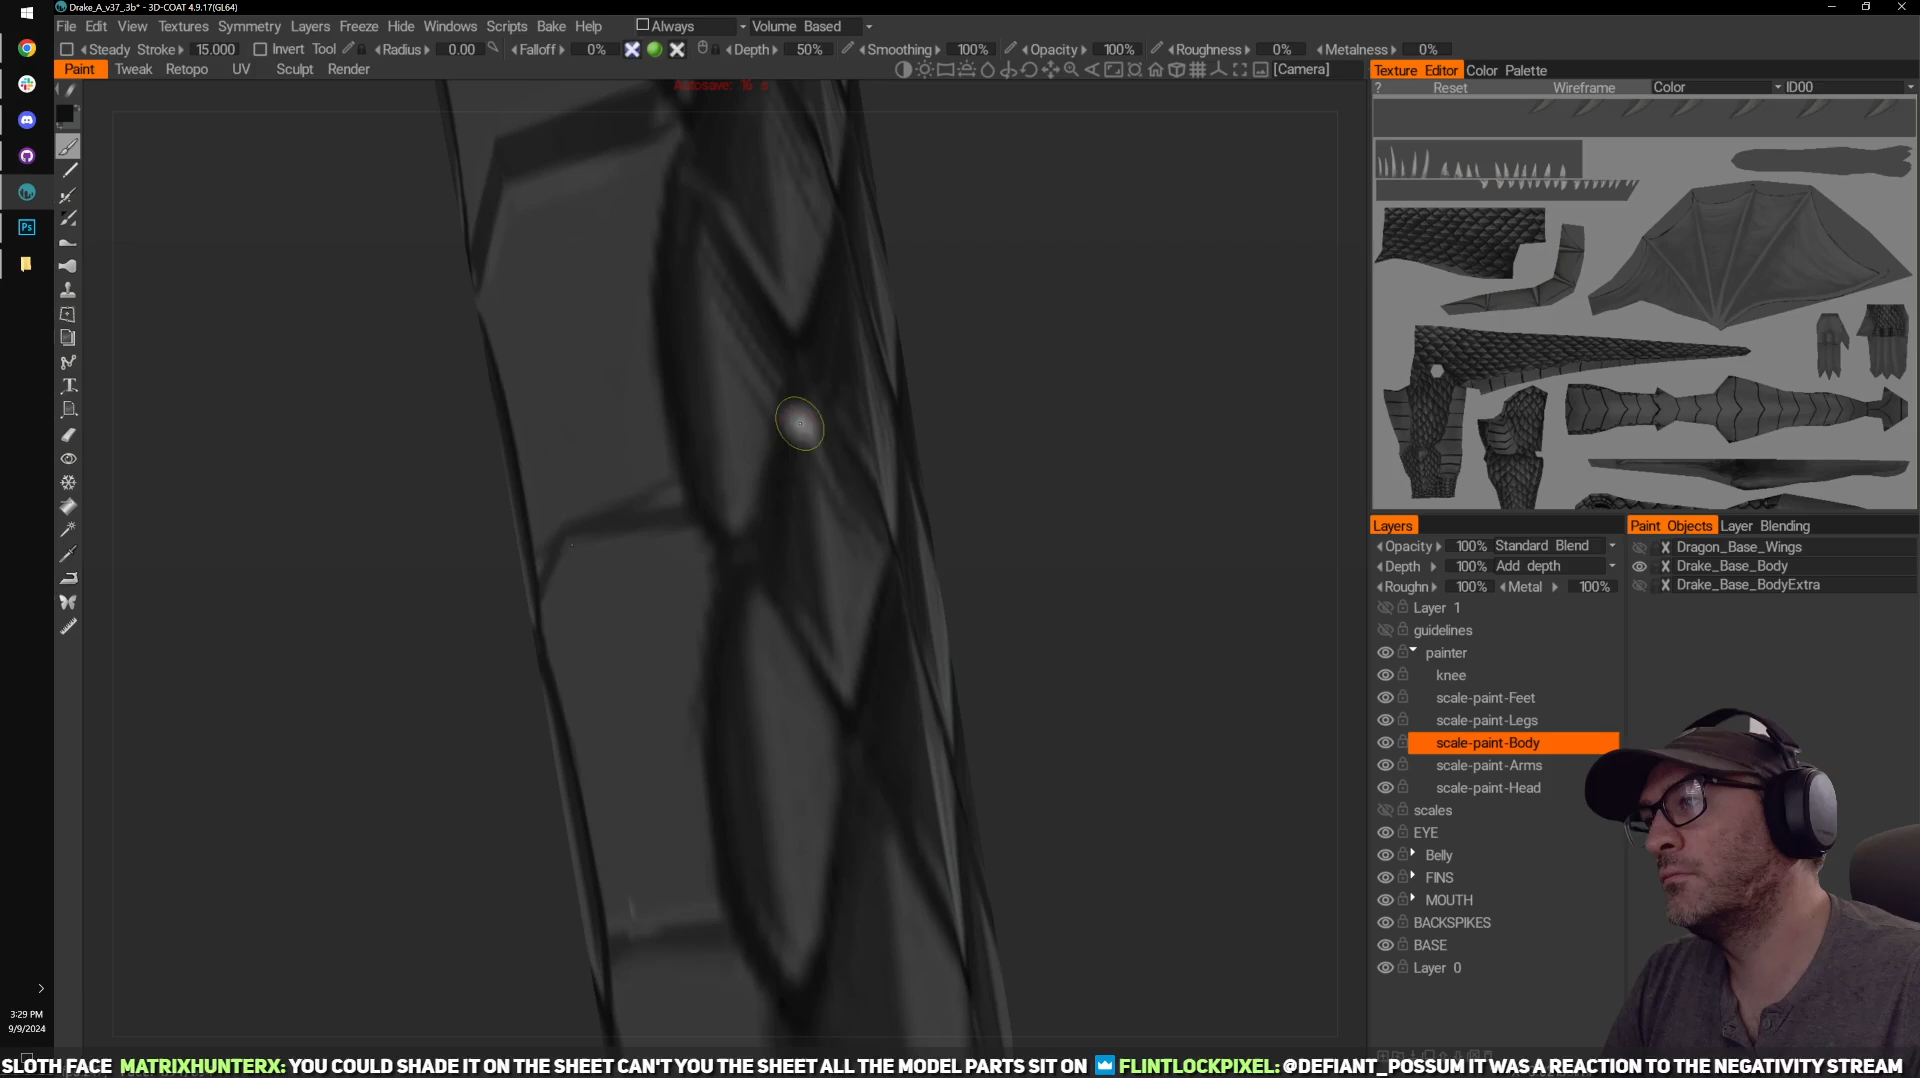 Drake_A_v37_.3b* - 3D-COAT 4.9.17(GL64)
File Edit View Textures Symmetry Layers Freeze Hide Windows Scripts Bake Help Always Volume Based
Steady Stroke 15.000 Invert Tool Radius 0.00 Falloff 0% Depth 50% Smoothing 100% Opacity 100% Roughness 0% Metalness 0%
Paint Tweak Retopo UV Sculpt Render [Camera] Texture Editor Color Palette
Autosave: 16 s
? Reset Wireframe Color ID00
Ps
Layers Paint Objects Layer Blending
Opacity 100% Standard Blend
Depth 100% Add depth
Roughn 100% Metal 100%
Dragon_Base_Wings
Drake_Base_Body
Drake_Base_BodyExtra
Layer 1
guidelines
painter
knee
scale-paint-Feet
scale-paint-Legs
scale-paint-Body
scale-paint-Arms
scale-paint-Head
scales
EYE
Belly
FINS
MOUTH
BACKSPIKES
BASE
Layer 0
3:29 PM
9/9/2024
SLOTH FACE MATRIXHUNTERX: YOU COULD SHADE IT ON THE SHEET CAN'T YOU THE SHEET ALL THE MODEL PARTS SIT ON FLINTLOCKPIXEL: @DEFIANT_POSSUM IT WAS A REACTION TO THE NEGATIVITY STREAM